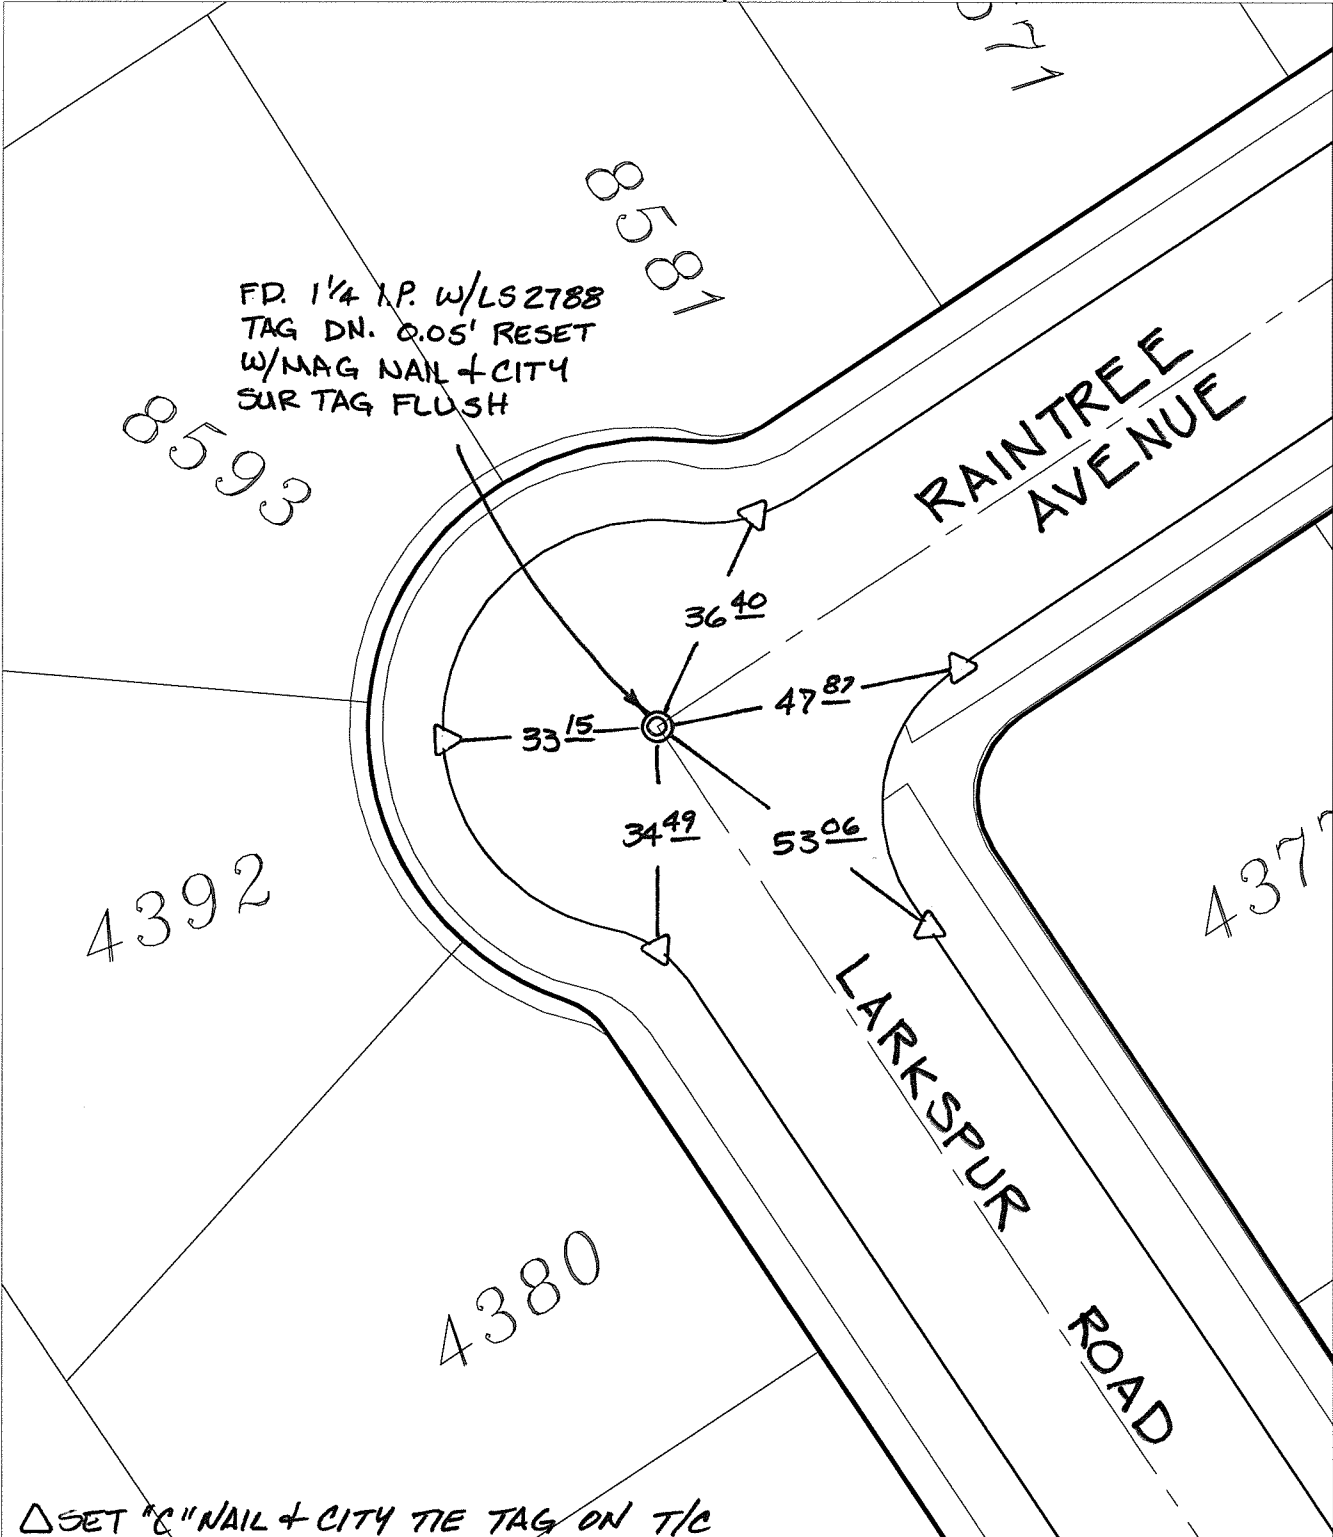 8581
FD. 1 1/4 I.P. W/LS 2788
TAG DN. 0.05' RESET
W/MAG NAIL & CITY
SUR TAG FLUSH
8593
RAINTREE
AVENUE
36 40
47 87
33 15
34 49
53 06
4392
LARKSPUR
ROAD
4380
△ SET "C" NAIL & CITY TIE TAG ON T/C